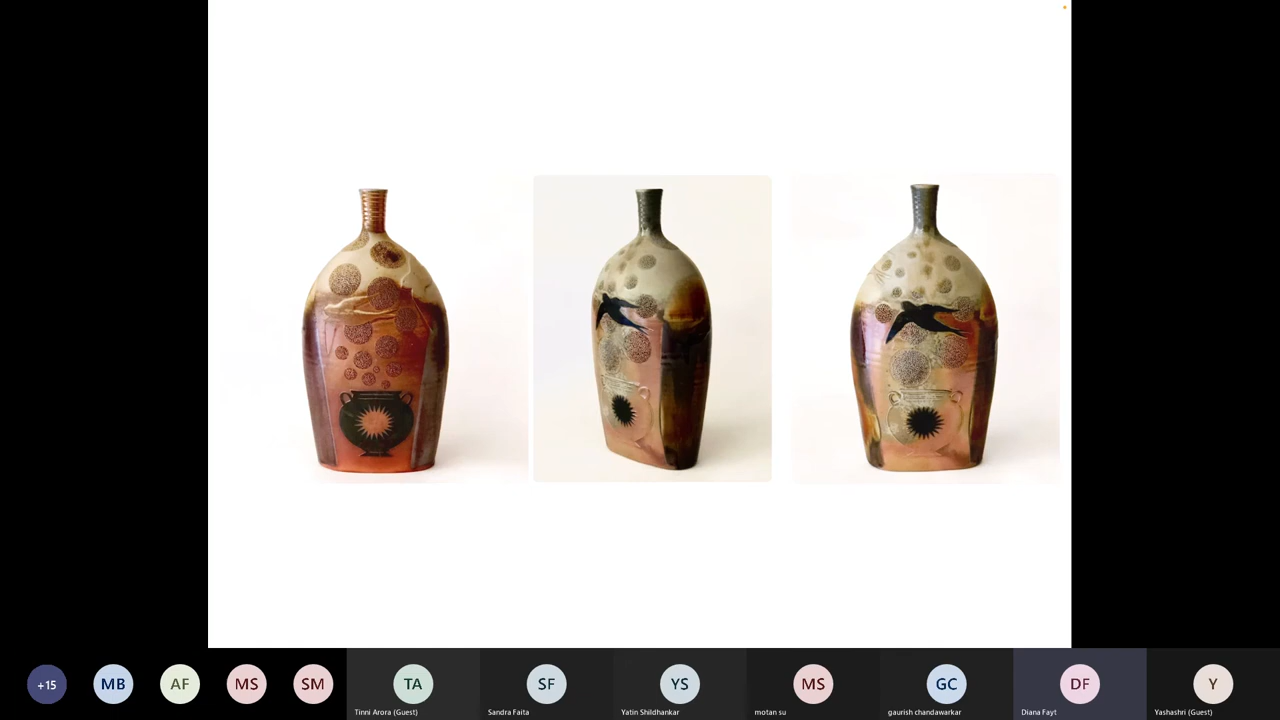 +15
MB
AF
MS
SM
TA
SF
YS
MS
GC
DF
Y
Tinni Arora (Guest)
Sandra Faita
Yatin Shildhankar
motan su
gaurish chandawarkar
Diana Fayt
Yashashri (Guest)